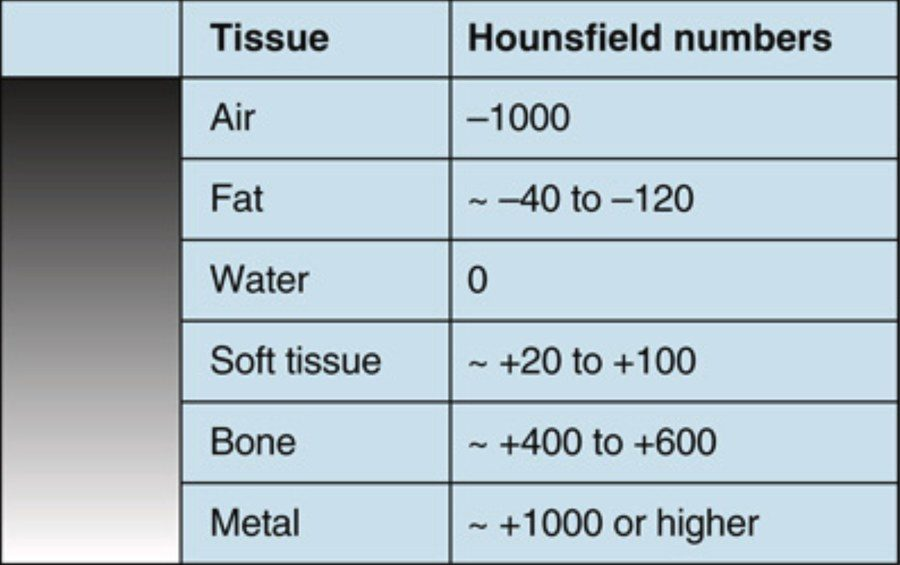 Tissue Hounsfield numbers
Air –1000
Fat ~ –40 to –120
Water 0
Soft tissue ~ +20 to +100
Bone ~ +400 to +600
Metal ~ +1000 or higher